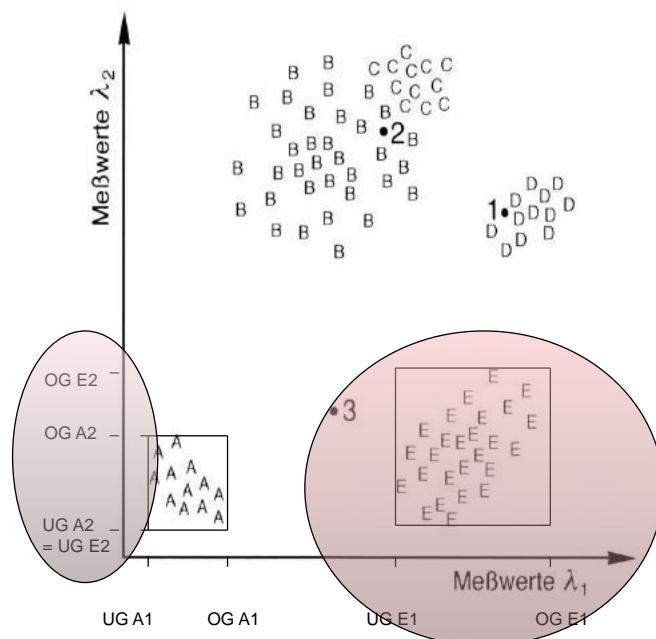 Meßwerte λ2
C
B C C C C C
B C C C
B B B B C C C C
B B B
B •2 B
B B B B
B B B B B
B B B B B
B B B B
B B B B
B B
B
D D
D D D
1• D D D
D D D
D
OG E2
OG A2
UG A2
= UG E2
•3
A
A
A A
A A A
A A
A A A
E
E E
E E
E E E
E E E E
E E E E
E E E
E E E
E E E
E E
Meßwerte λ1
UG A1 OG A1 UG E1 OG E1